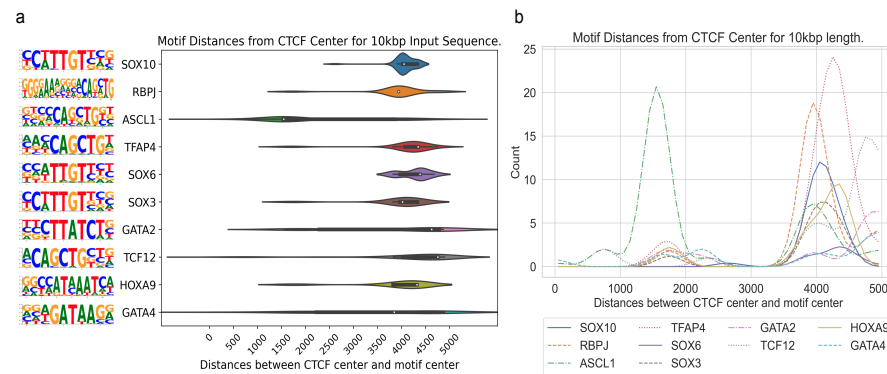 a
Motif Distances from CTCF Center for 10kbp Input Sequence.
SOX10
RBPJ
ASCL1
TFAP4
SOX6
SOX3
GATA2
TCF12
HOXA9
GATA4
0 500 1000 1500 2000 2500 3000 3500 4000 4500 5000
Distances between CTCF center and motif center
b
Motif Distances from CTCF Center for 10kbp length.
25
20
15
10
5
0
Count
0 1000 2000 3000 4000 5000
Distances between CTCF center and motif center
SOX10 TFAP4 GATA2 HOXA9
RBPJ SOX6 TCF12 GATA4
ASCL1 SOX3